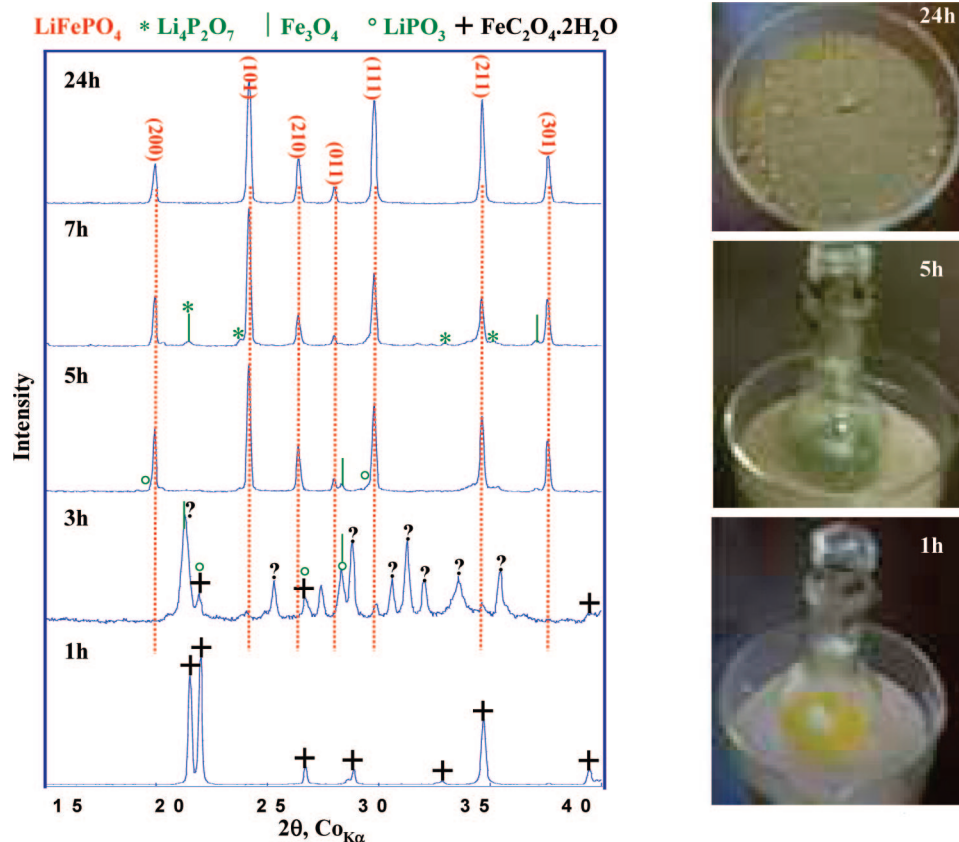 LiFePO₄ * Li₄P₂O₇ | Fe₃O₄ ° LiPO₃ + FeC₂O₄.2H₂O
24h
(200) (101) (210) (011) (111) (211) (301)
7h
* * * *
5h
3h
? ? ? ? ? ? ? ?
1h
Intensity
15 20 25 30 35 40
2θ, Co_Kα
24h
5h
1h